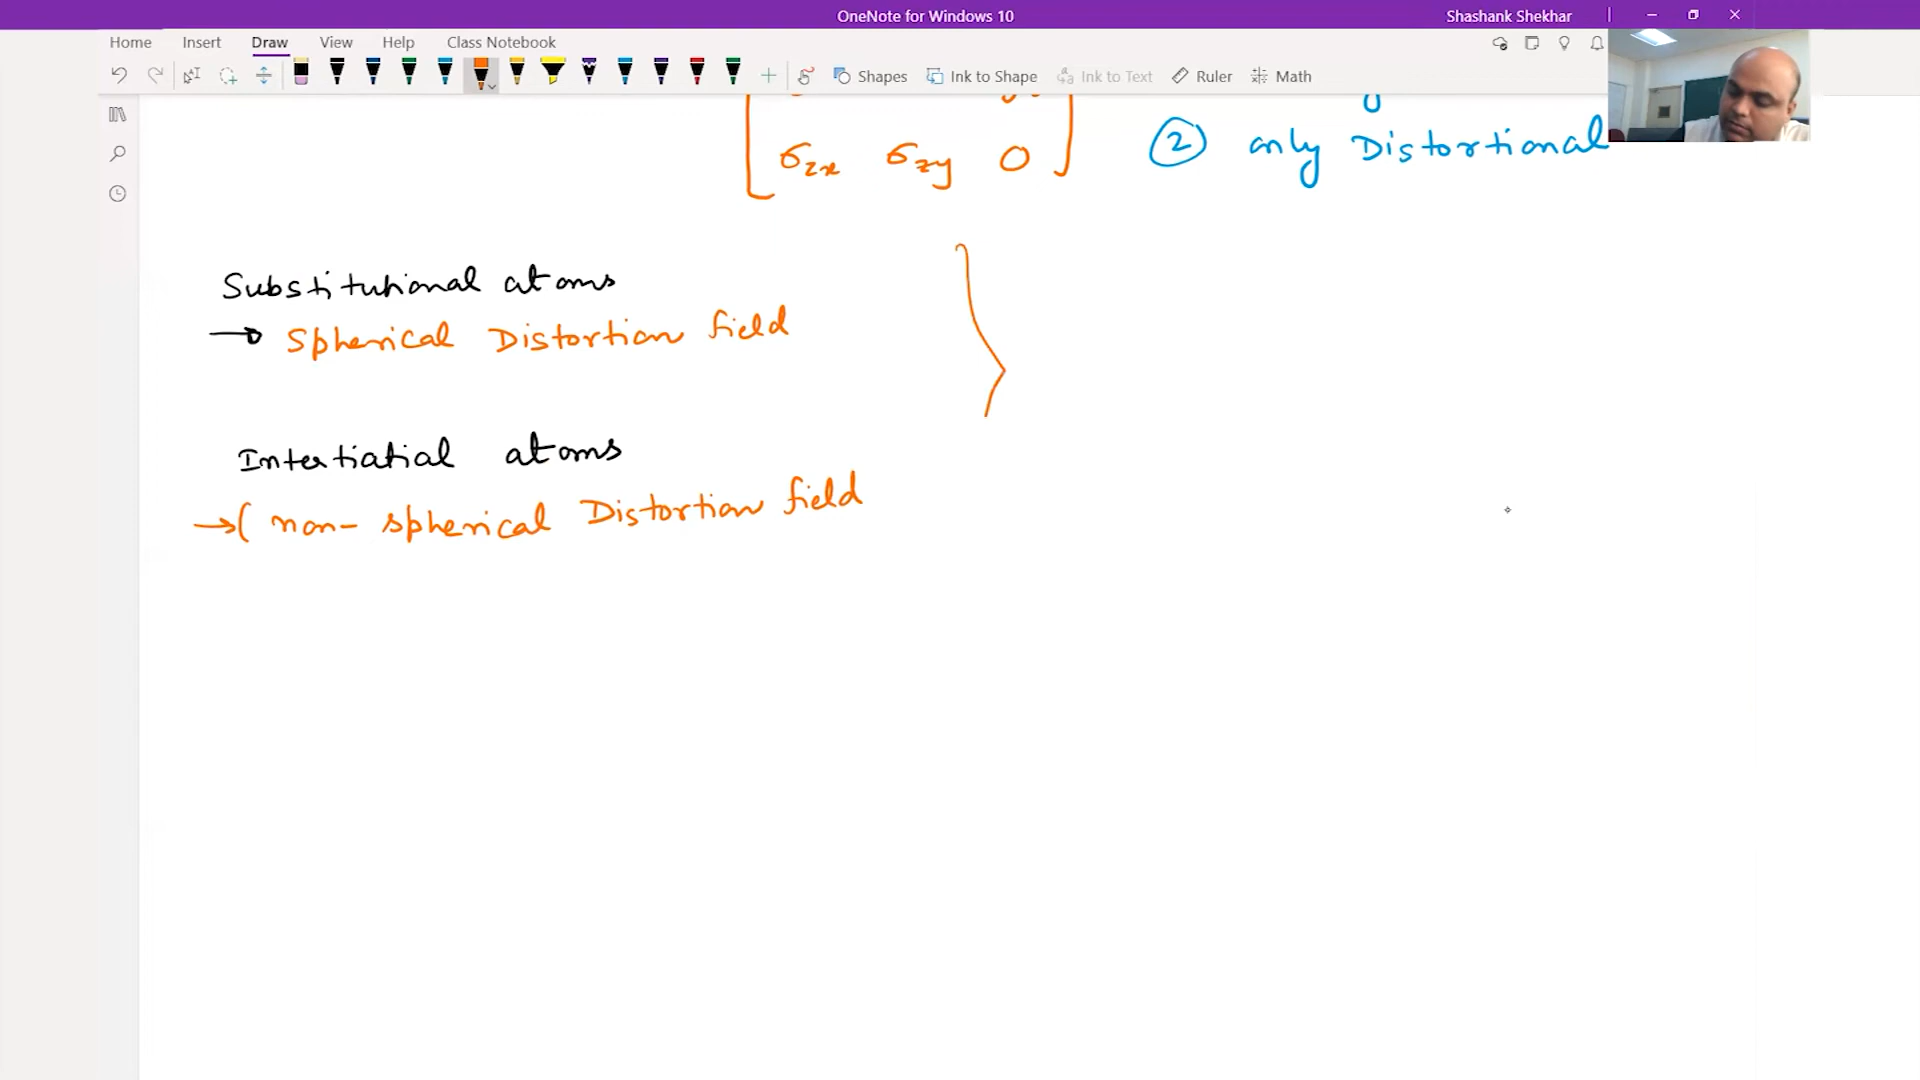 OneNote for Windows 10
Shashank Shekhar
Home Insert Draw View Help Class Notebook
Shapes Ink to Shape Ink to Text Ruler Math
σzx σzy 0
2 only Distortional
Substitutional atoms
→ Spherical Distortion field
Intertiatial atoms
→( non- spherical Distortion field